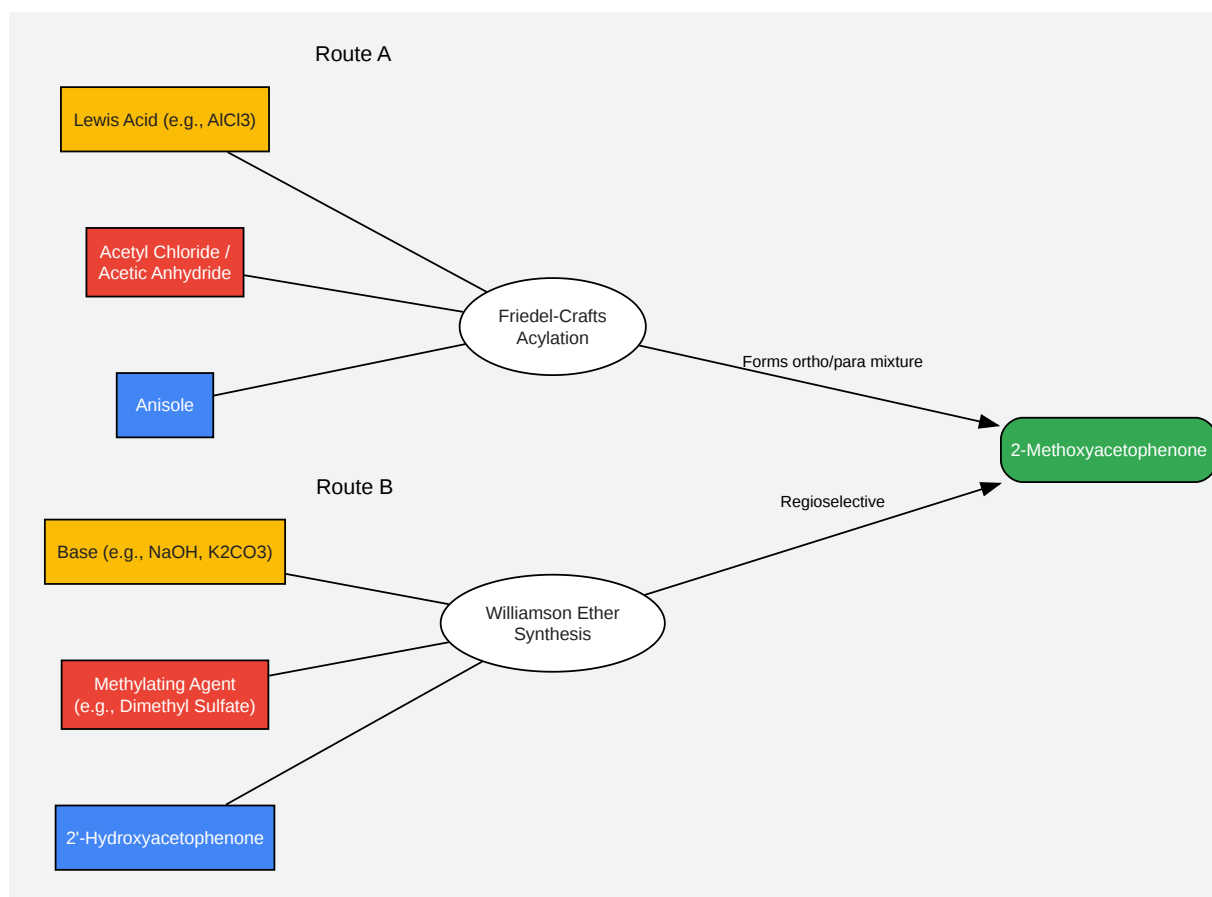 Route A
Lewis Acid (e.g., AlCl3)
Acetyl Chloride /
Acetic Anhydride
Anisole
Friedel-Crafts
Acylation
Forms ortho/para mixture
2-Methoxyacetophenone
Route B
Base (e.g., NaOH, K2CO3)
Methylating Agent
(e.g., Dimethyl Sulfate)
2'-Hydroxyacetophenone
Williamson Ether
Synthesis
Regioselective